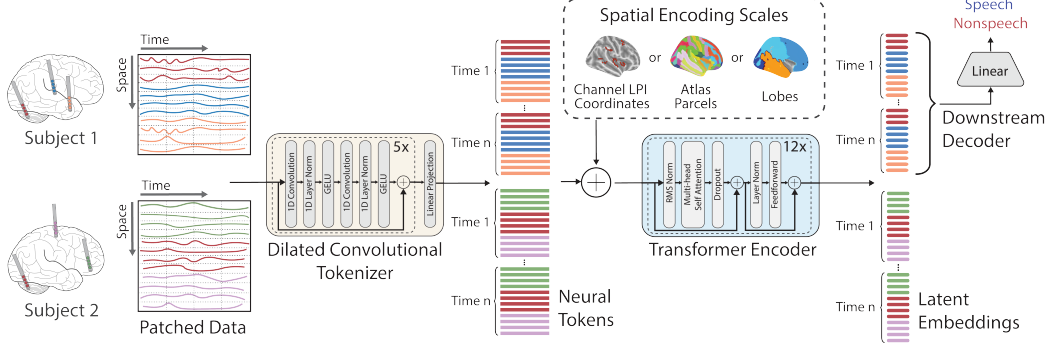 Time
Space
Subject 1
Time
Space
Subject 2
Patched Data
5x
1D Convolution
1D Layer Norm
GELU
1D Convolution
1D Layer Norm
GELU
Linear Projection
Dilated Convolutional
Tokenizer
Time 1
Time n
Time 1
Time n
Neural
Tokens
Spatial Encoding Scales
or
or
Channel LPI
Coordinates
Atlas
Parcels
Lobes
12x
RMS Norm
Multi-head
Self Attention
Dropout
Layer Norm
Feedforward
Transformer Encoder
Time 1
Time n
Time 1
Time n
Latent
Embeddings
Speech
Nonspeech
Linear
Downstream
Decoder